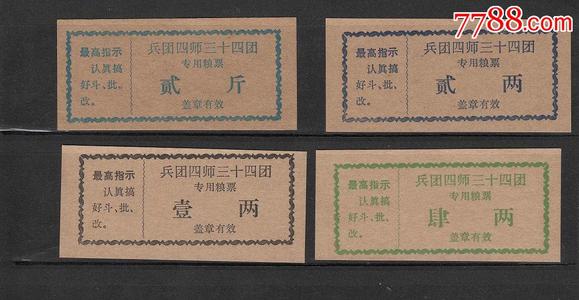 7788.com
最高指示
认真搞
好斗、批、
改。
兵团四师三十四团
专用粮票
贰 斤
盖章有效
最高指示
认真搞
好斗、批、
改。
兵团四师三十四团
专用粮票
贰 两
盖章有效
最高指示
认真搞
好斗、批、
改。
兵团四师三十四团
专用粮票
壹 两
盖章有效
最高指示
认真搞
好斗、批、
改。
兵团四师三十四团
专用粮票
肆 两
盖章有效